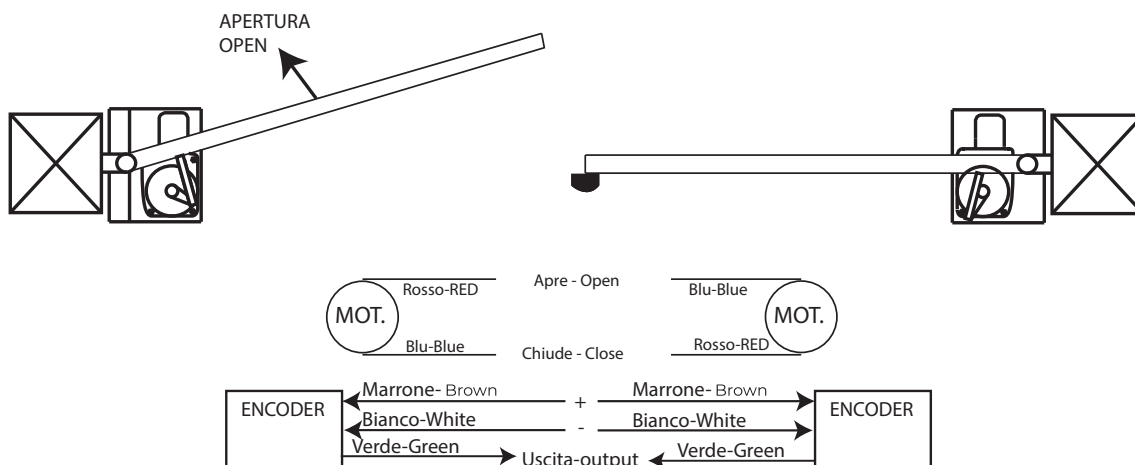 APERTURA
OPEN
Rosso-RED Apre - Open Blu-Blue
MOT. MOT.
Blu-Blue Chiude - Close Rosso-RED
Marrone- Brown + Marrone- Brown
ENCODER ENCODER
Bianco-White - Bianco-White
Verde-Green Uscita-output Verde-Green